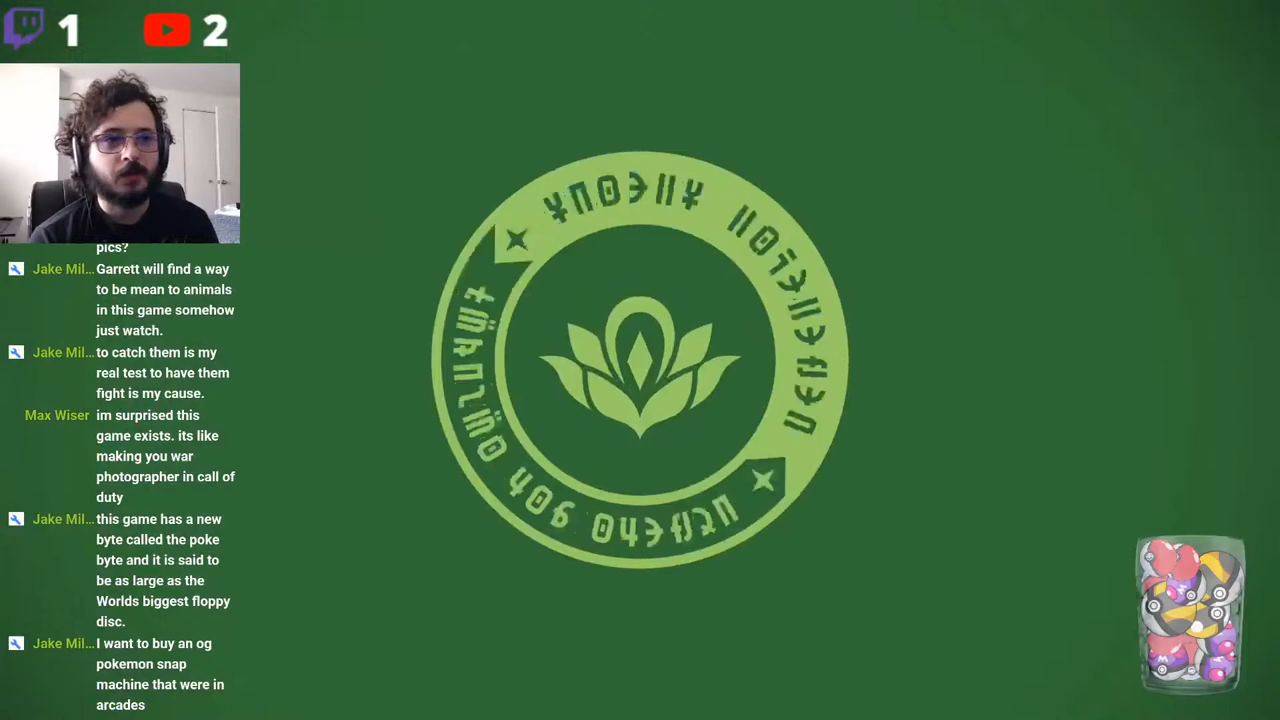 1
2
pics?
Jake Mil... Garrett will find a way
to be mean to animals
in this game somehow
just watch.
Jake Mil... to catch them is my
real test to have them
fight is my cause.
Max Wiser im surprised this
game exists. its like
making you war
photographer in call of
duty
Jake Mil... this game has a new
byte called the poke
byte and it is said to
be as large as the
Worlds biggest floppy
disc.
Jake Mil... I want to buy an og
pokemon snap
machine that were in
arcades